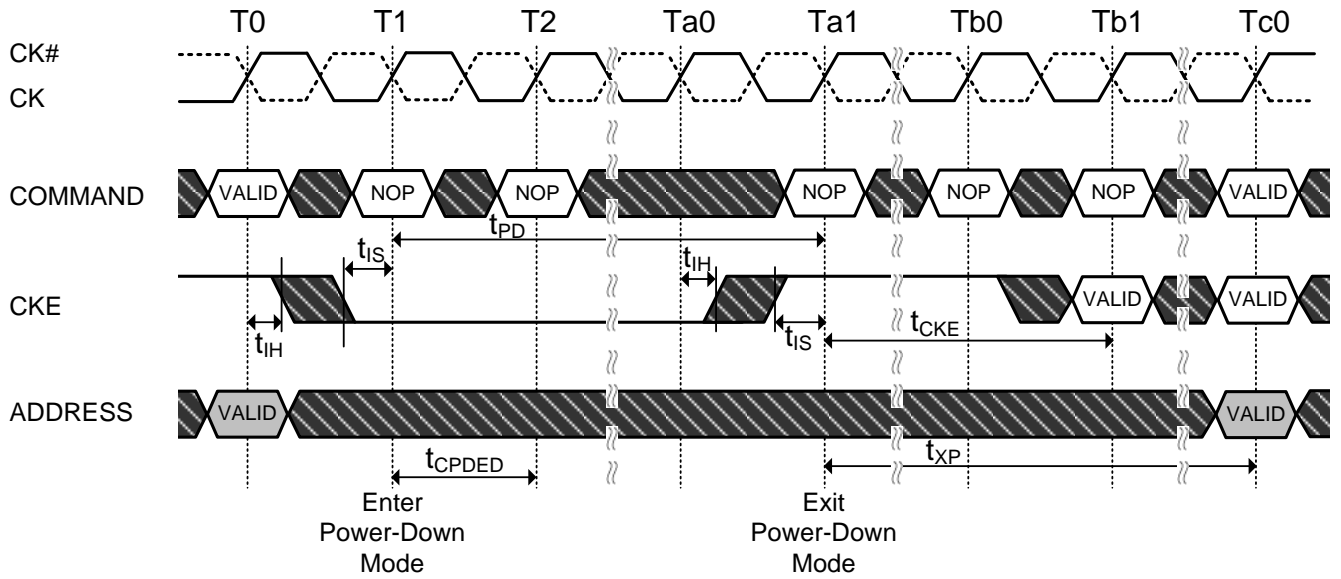 T0 T1 T2 Ta0 Ta1 Tb0 Tb1 Tc0
CK#
CK
COMMAND VALID NOP NOP NOP NOP NOP VALID
tPD
tIS tIH
CKE VALID VALID
tIH tIS tCKE
ADDRESS VALID VALID
tCPDED tXP
Enter
Power-Down
Mode
Exit
Power-Down
Mode